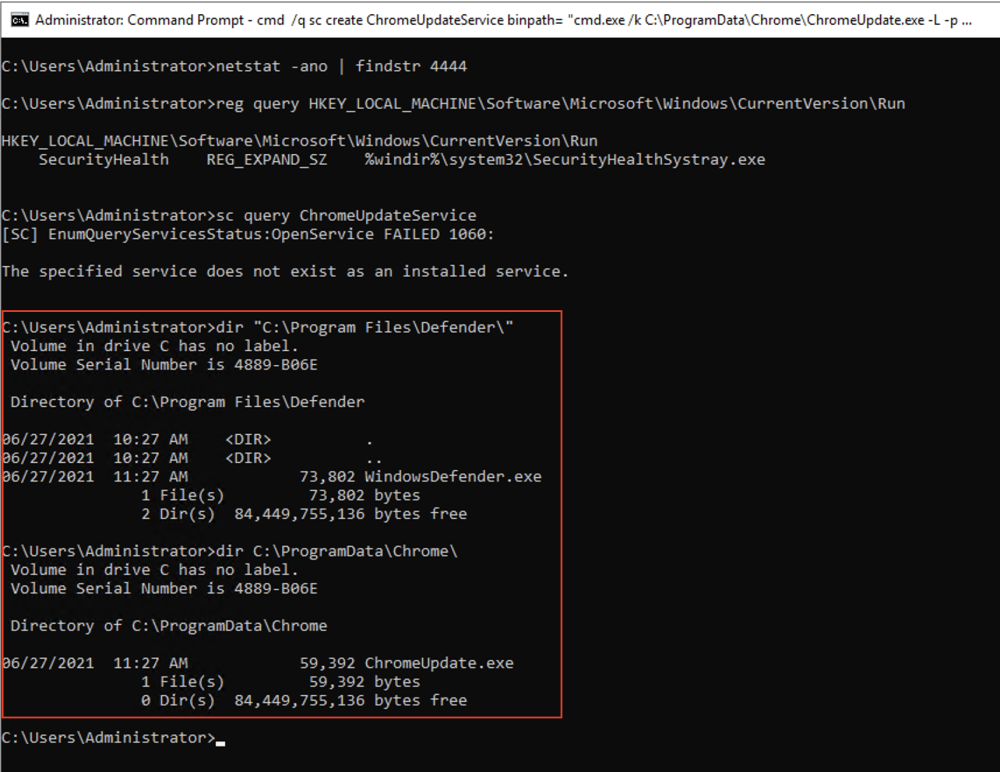 Administrator: Command Prompt - cmd /q sc create ChromeUpdateService binpath= "cmd.exe /k C:\ProgramData\Chrome\ChromeUpdate.exe -L -p ...
C:\Users\Administrator>netstat -ano | findstr 4444
C:\Users\Administrator>reg query HKEY_LOCAL_MACHINE\Software\Microsoft\Windows\CurrentVersion\Run
HKEY_LOCAL_MACHINE\Software\Microsoft\Windows\CurrentVersion\Run
    SecurityHealth    REG_EXPAND_SZ    %windir%\system32\SecurityHealthSystray.exe
C:\Users\Administrator>sc query ChromeUpdateService
[SC] EnumQueryServicesStatus:OpenService FAILED 1060:
The specified service does not exist as an installed service.
C:\Users\Administrator>dir "C:\Program Files\Defender\"
 Volume in drive C has no label.
 Volume Serial Number is 4889-B06E
 Directory of C:\Program Files\Defender
06/27/2021  10:27 AM    <DIR>          .
06/27/2021  10:27 AM    <DIR>          ..
06/27/2021  11:27 AM            73,802 WindowsDefender.exe
               1 File(s)         73,802 bytes
               2 Dir(s)  84,449,755,136 bytes free
C:\Users\Administrator>dir C:\ProgramData\Chrome\
 Volume in drive C has no label.
 Volume Serial Number is 4889-B06E
 Directory of C:\ProgramData\Chrome
06/27/2021  11:27 AM            59,392 ChromeUpdate.exe
               1 File(s)         59,392 bytes
               0 Dir(s)  84,449,755,136 bytes free
C:\Users\Administrator>